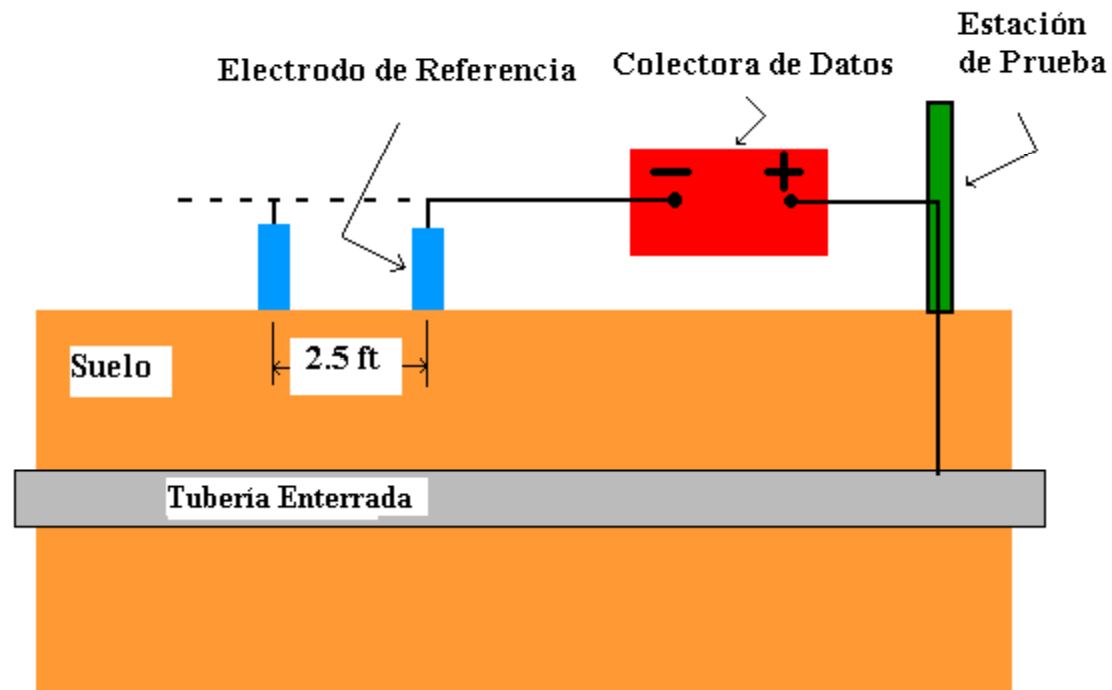 Estación
de Prueba
Electrodo de Referencia
Colectora de Datos
− +
2.5 ft
Suelo
Tubería Enterrada